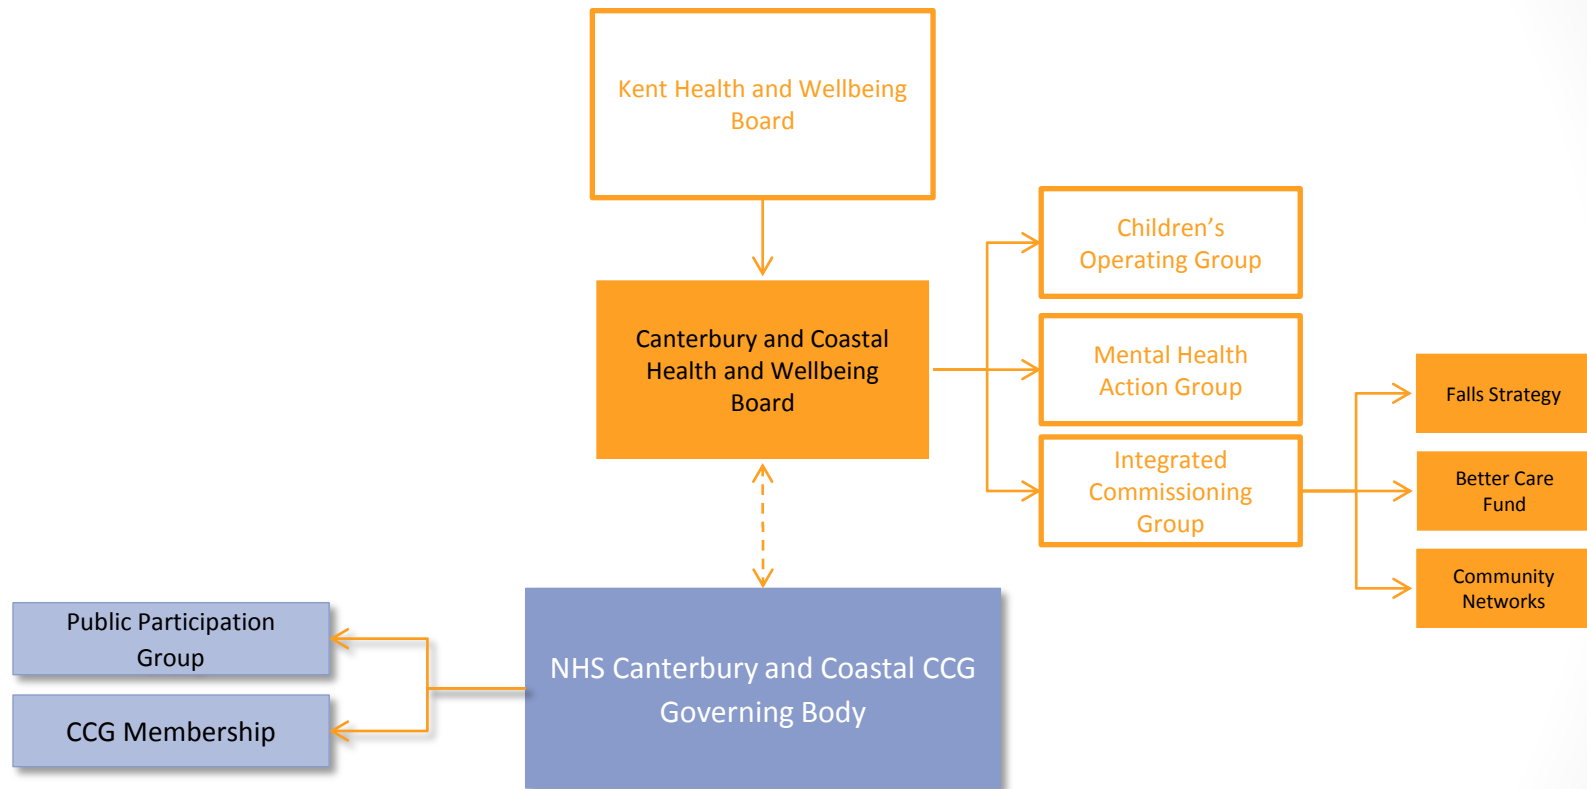 Kent Health and Wellbeing
Board
Children’s
Operating Group
Canterbury and Coastal
Health and Wellbeing
Board
Mental Health
Action Group
Falls Strategy
Integrated
Commissioning
Group
Better Care
Fund
Community
Networks
Public Participation
Group
NHS Canterbury and Coastal CCG
Governing Body
CCG Membership